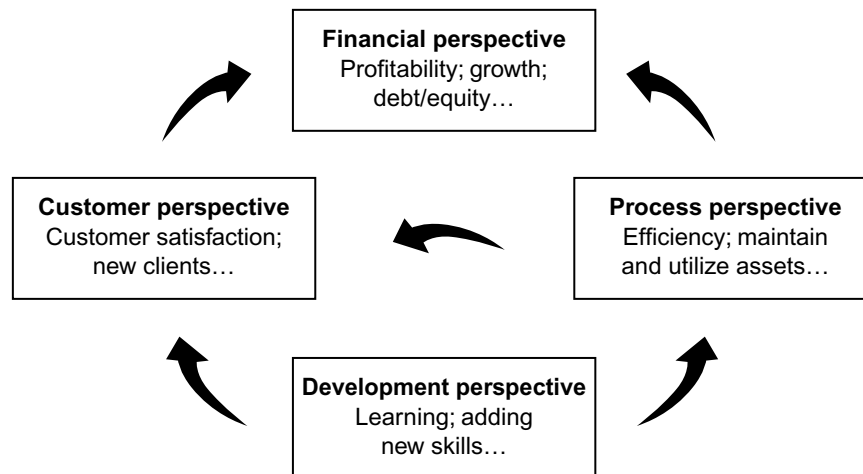 Financial perspective
Profitability; growth;
debt/equity…
Customer perspective
Customer satisfaction;
new clients…
Process perspective
Efficiency; maintain
and utilize assets…
Development perspective
Learning; adding
new skills…